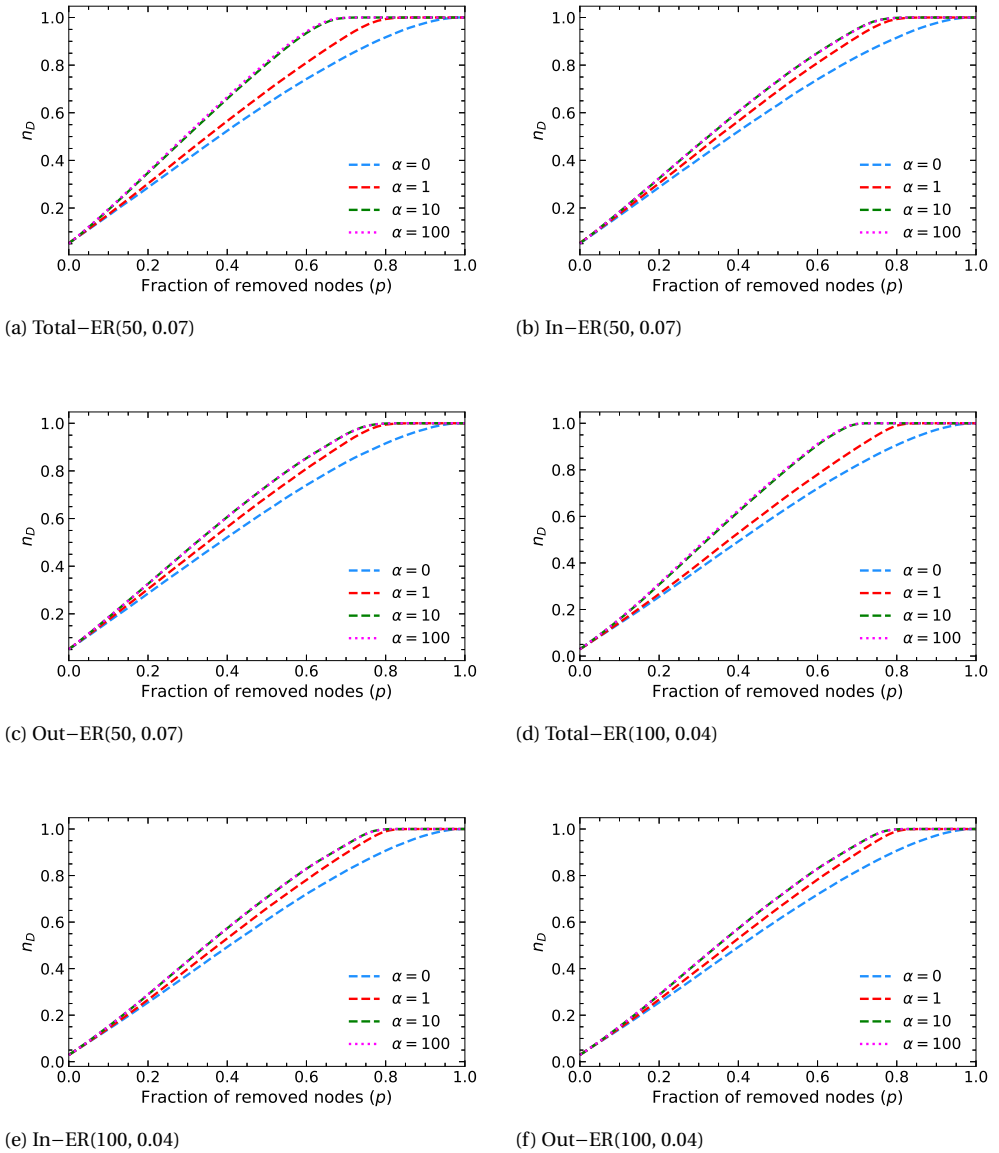 1.0
0.8
0.6
0.4
0.2
n_D
α = 0
α = 1
α = 10
α = 100
0.0 0.2 0.4 0.6 0.8 1.0
Fraction of removed nodes (p)
(a) Total−ER(50, 0.07)
1.0
0.8
0.6
0.4
0.2
n_D
α = 0
α = 1
α = 10
α = 100
0.0 0.2 0.4 0.6 0.8 1.0
Fraction of removed nodes (p)
(b) In−ER(50, 0.07)
1.0
0.8
0.6
0.4
0.2
n_D
α = 0
α = 1
α = 10
α = 100
0.0 0.2 0.4 0.6 0.8 1.0
Fraction of removed nodes (p)
(c) Out−ER(50, 0.07)
1.0
0.8
0.6
0.4
0.2
0.0
n_D
α = 0
α = 1
α = 10
α = 100
0.0 0.2 0.4 0.6 0.8 1.0
Fraction of removed nodes (p)
(d) Total−ER(100, 0.04)
1.0
0.8
0.6
0.4
0.2
0.0
n_D
α = 0
α = 1
α = 10
α = 100
0.0 0.2 0.4 0.6 0.8 1.0
Fraction of removed nodes (p)
(e) In−ER(100, 0.04)
1.0
0.8
0.6
0.4
0.2
0.0
n_D
α = 0
α = 1
α = 10
α = 100
0.0 0.2 0.4 0.6 0.8 1.0
Fraction of removed nodes (p)
(f) Out−ER(100, 0.04)